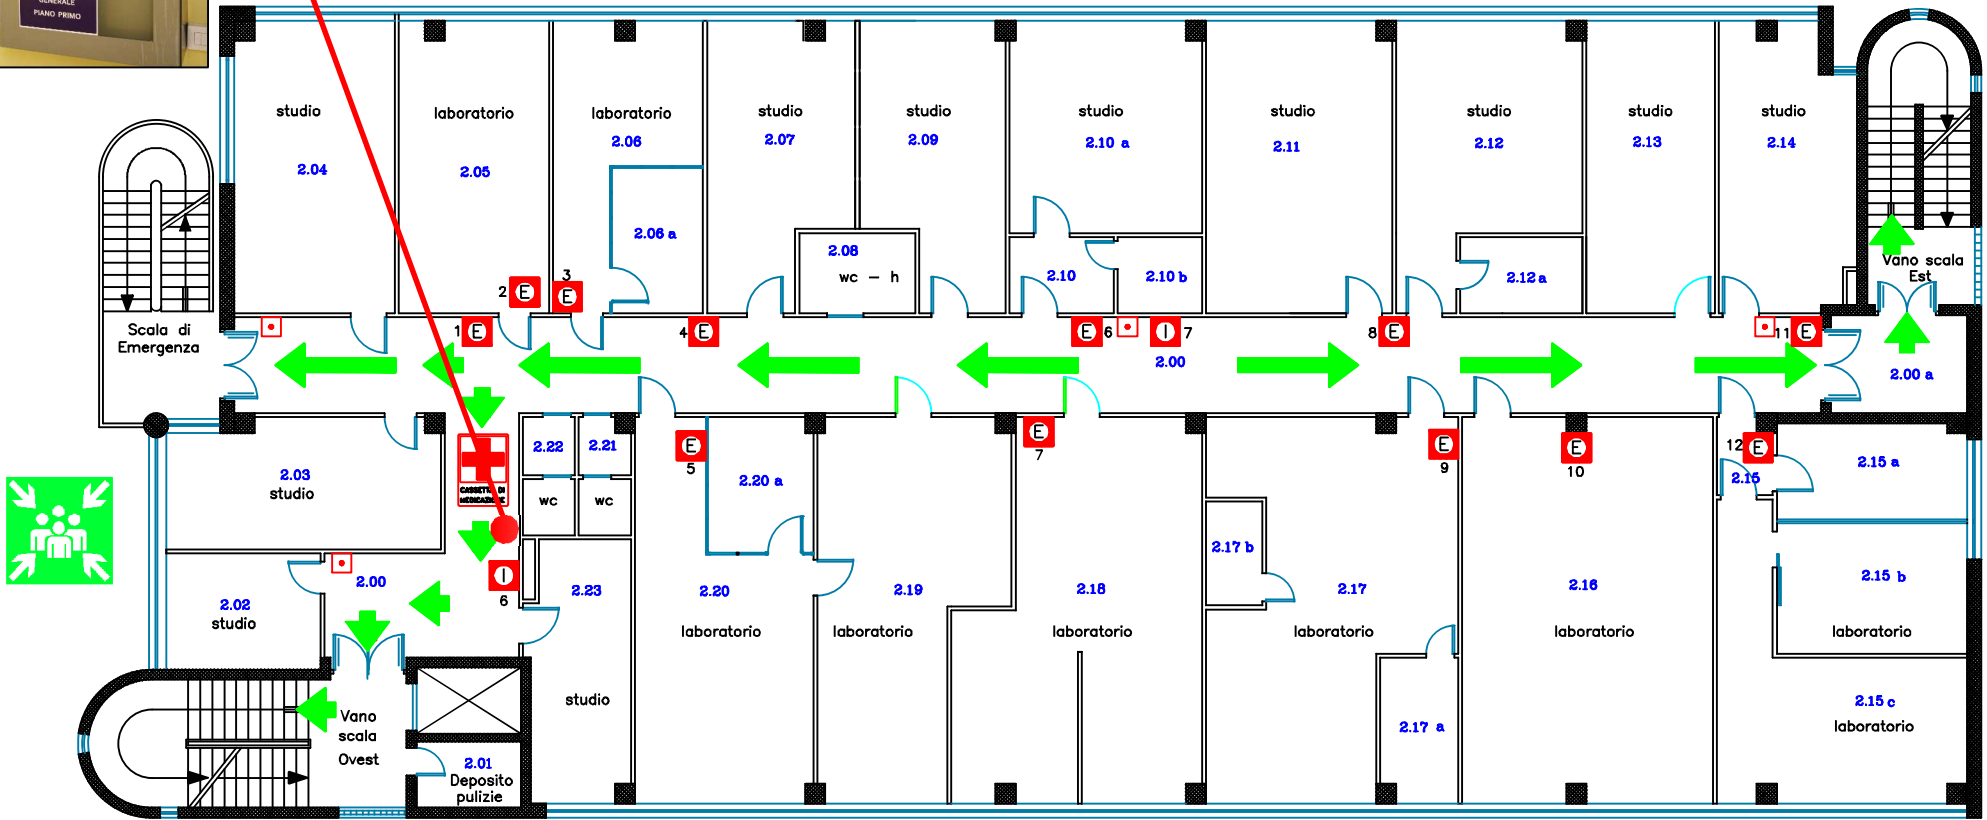 GENERALE
PIANO PRIMO
studio
2.04
laboratorio
2.05
laboratorio
2.06
2.06 a
studio
2.07
2.08
wc - h
studio
2.09
studio
2.10 a
2.10
2.10 b
studio
2.11
studio
2.12
2.12 a
studio
2.13
studio
2.14
Vano scala
Est
Scala di
Emergenza
2 E
3
E
1 E
4 E
E 6
I 7
8 E
11 E
2.00
2.00 a
2.03
studio
CASSETTA DI
MEDICAZIONE
2.22
2.21
wc
wc
E
5
2.20 a
E
7
E
9
E
10
12 E
2.15
2.15 a
2.17 b
2.15 b
laboratorio
2.00
I
6
2.02
studio
2.23
studio
2.20
laboratorio
2.19
laboratorio
2.18
laboratorio
2.17
laboratorio
2.16
laboratorio
2.17 a
2.15 c
laboratorio
Vano
scala
Ovest
2.01
Deposito
pulizie